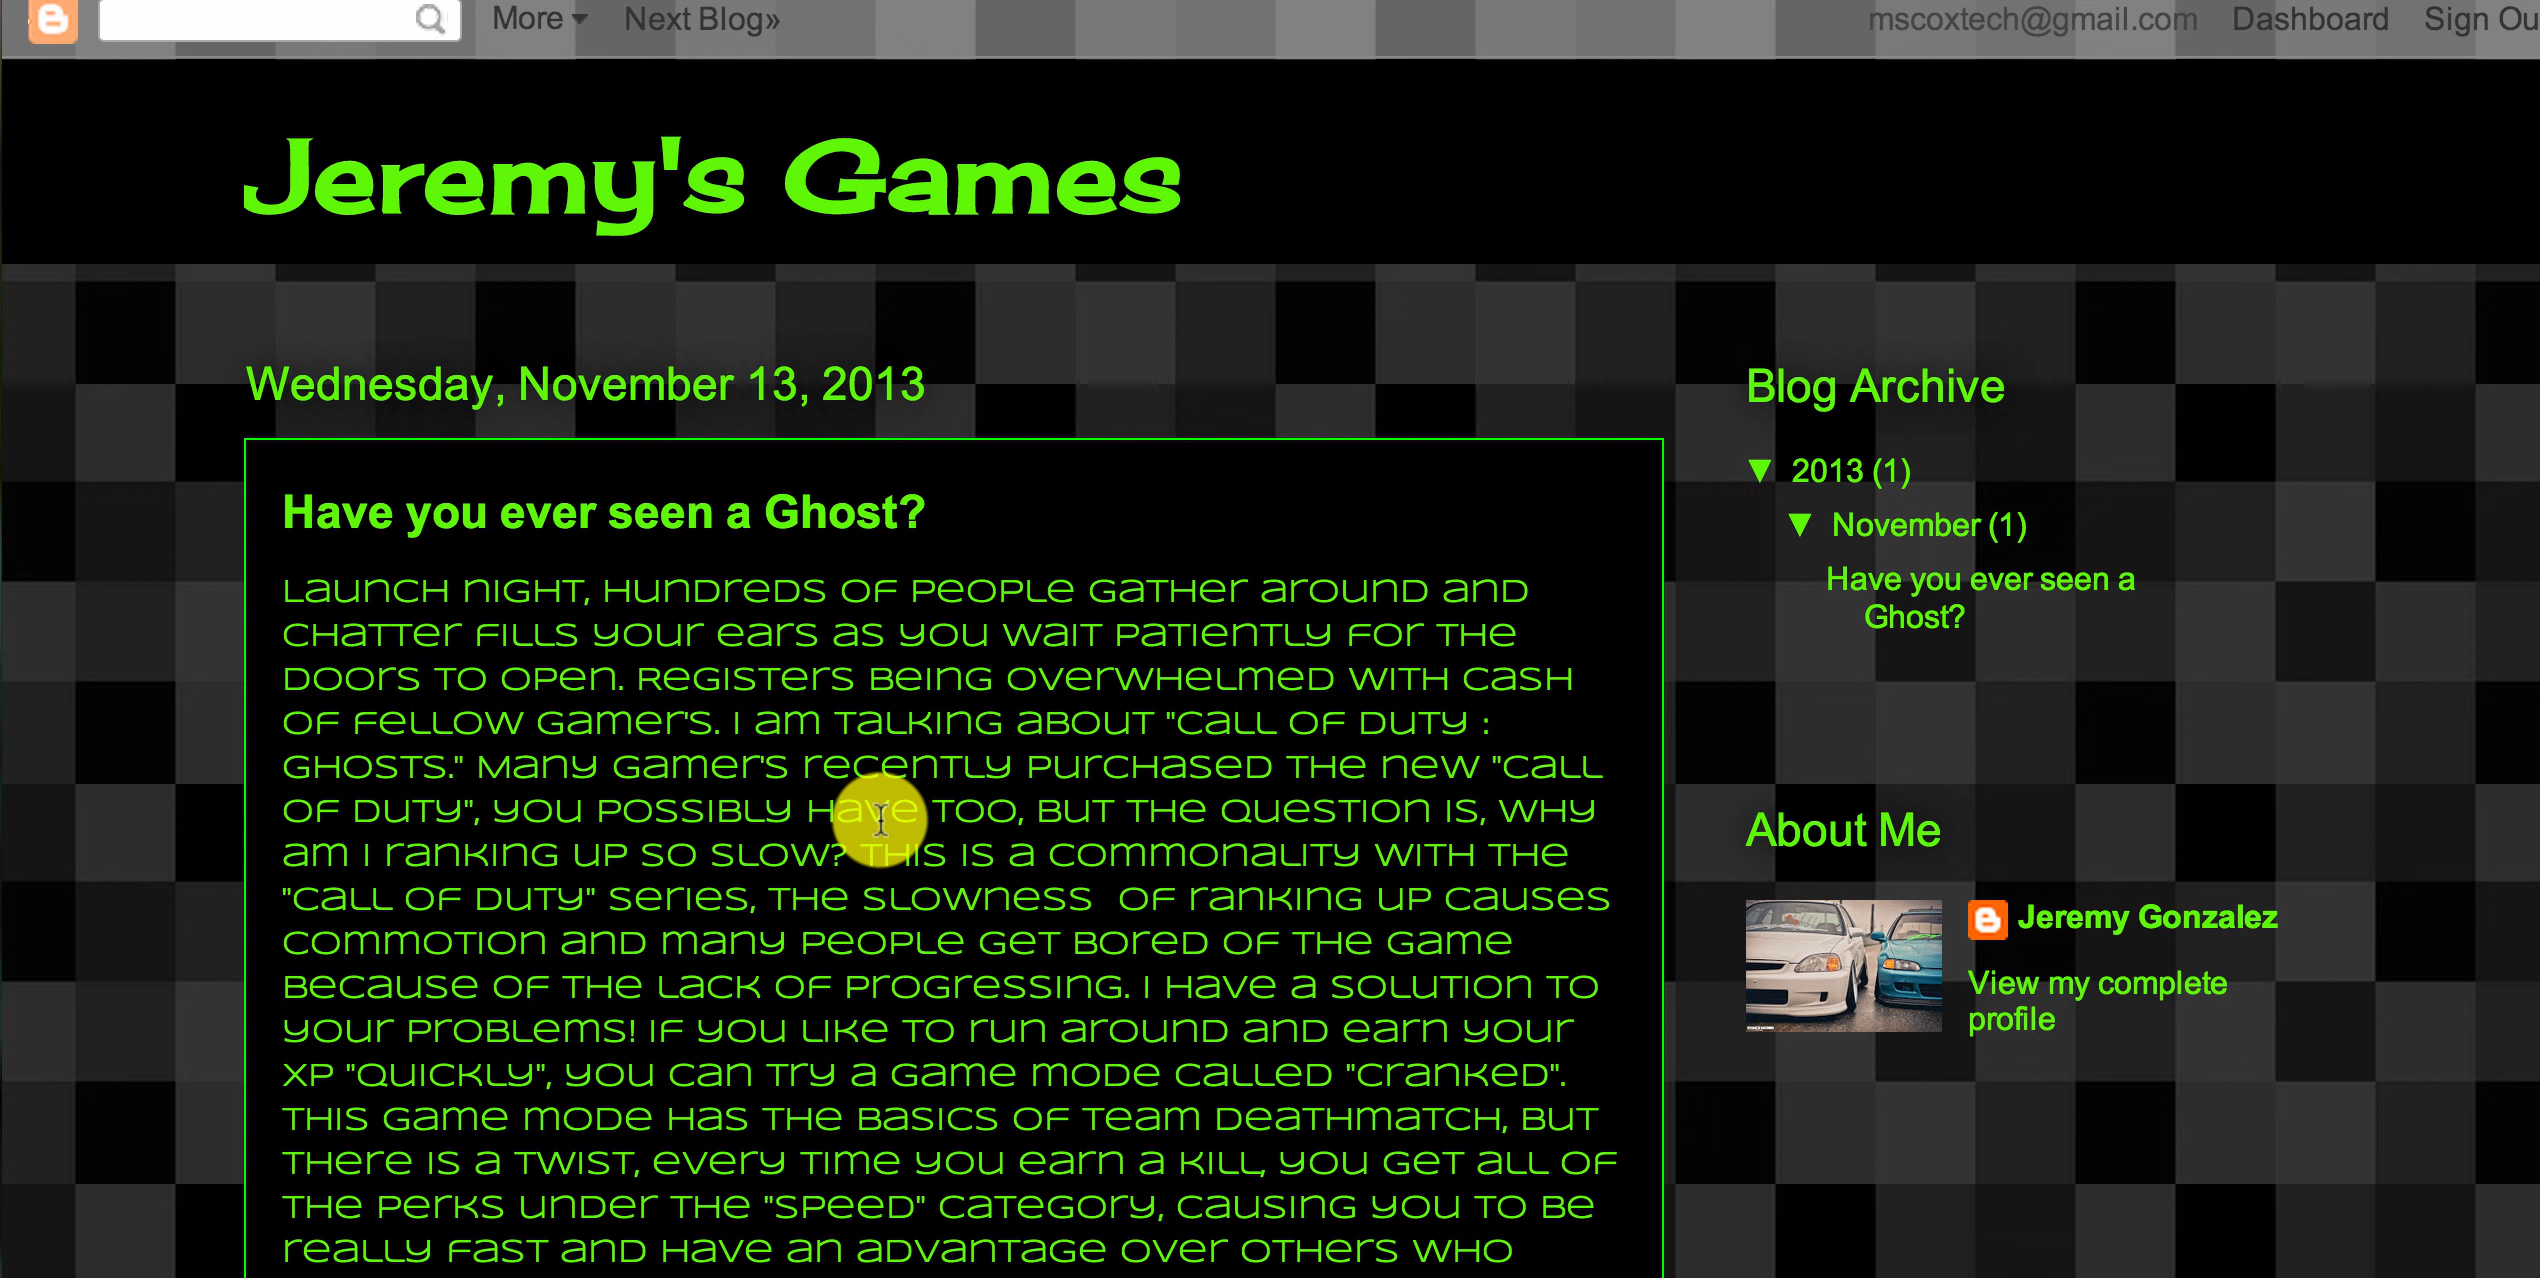 More
Next Blog»
mscoxtech@gmail.com
Dashboard
Sign Ou
Jeremy's Games
Wednesday, November 13, 2013
Have you ever seen a Ghost?
Launch night, hundreds of people gather around and
chatter fills your ears as you wait patiently for the
doors to open. Registers being overwhelmed with cash
of fellow gamer's. I am talking about "Call of Duty :
Ghosts." Many gamer's recently purchased the new "Call
of Duty", you possibly have too, but the question is, why
am I ranking up so slow? This is a commonality with the
"Call of Duty" series, the slowness  of ranking up causes
commotion and many people get bored of the game
because of the lack of progressing. I have a solution to
your problems! If you like to run around and earn your
XP "quickly", you can try a game mode called "Cranked".
This game mode has the basics of Team Deathmatch, but
there is a twist, every time you earn a kill, you get all of
the perks under the "Speed" category, causing you to be
really fast and have an advantage over others who
Blog Archive
▼ 2013 (1)
▼ November (1)
Have you ever seen a
Ghost?
About Me
Jeremy Gonzalez
View my complete
profile